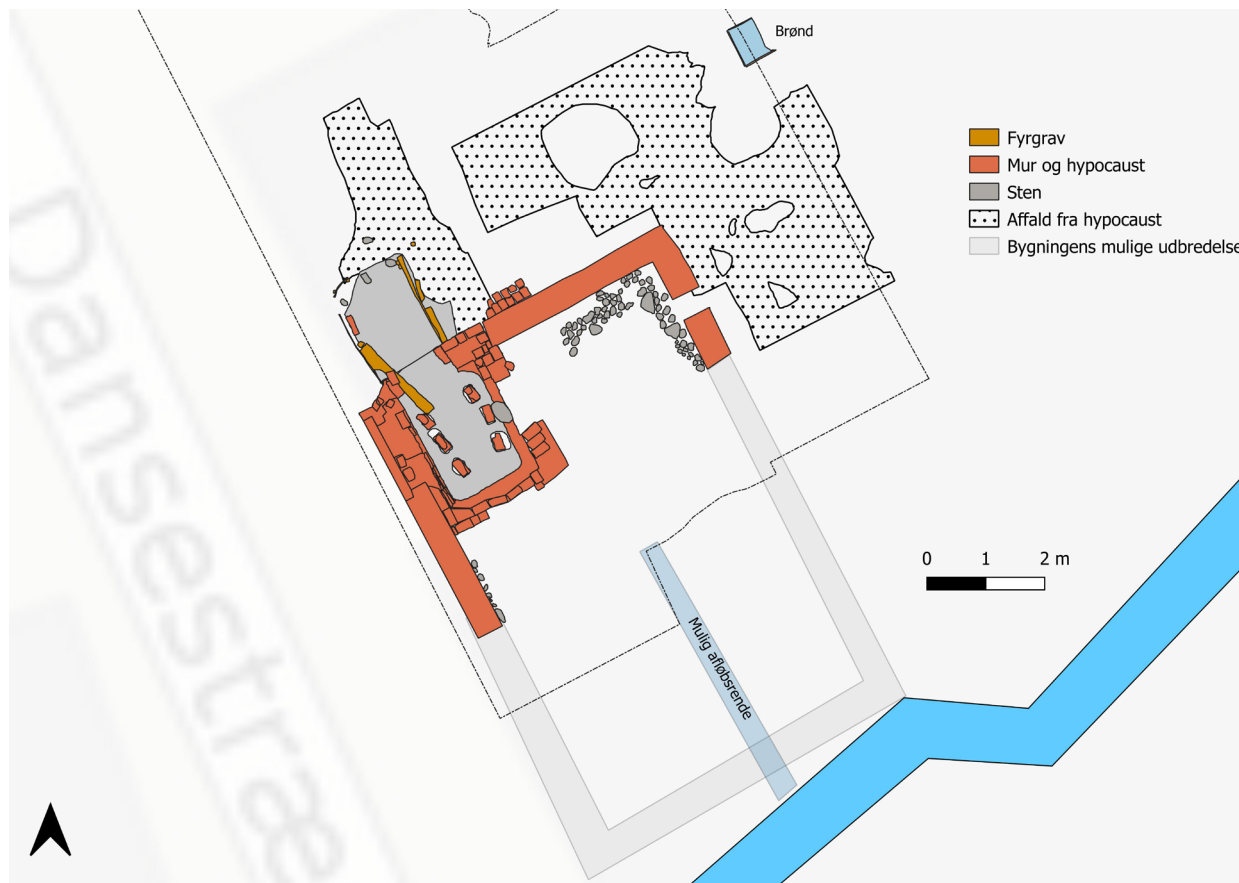 Brønd
Fyrgrav
Mur og hypocaust
Sten
Affald fra hypocaust
Bygningens mulige udbredelse
0 1 2 m
Mulig afløbsrende
Dansestræ